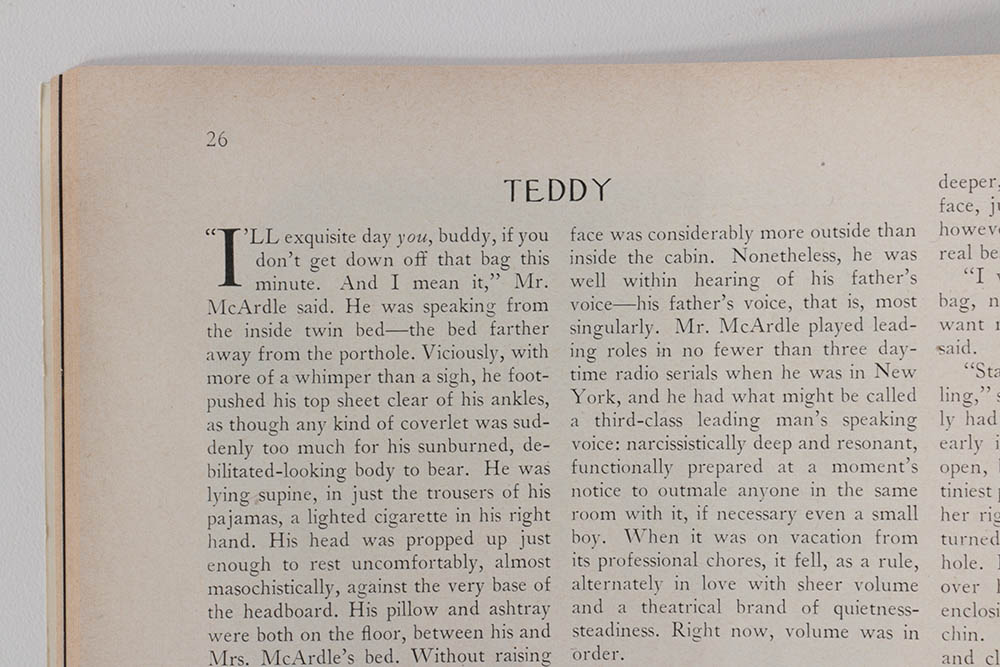 26
TEDDY
“I’LL exquisite day you, buddy, if you
don’t get down off that bag this
minute. And I mean it,” Mr.
McArdle said. He was speaking from
the inside twin bed—the bed farther
away from the porthole. Viciously, with
more of a whimper than a sigh, he foot-
pushed his top sheet clear of his ankles,
as though any kind of coverlet was sud-
denly too much for his sunburned, de-
bilitated-looking body to bear. He was
lying supine, in just the trousers of his
pajamas, a lighted cigarette in his right
hand. His head was propped up just
enough to rest uncomfortably, almost
masochistically, against the very base of
the headboard. His pillow and ashtray
were both on the floor, between his and
Mrs. McArdle’s bed. Without raising
face was considerably more outside than
inside the cabin. Nonetheless, he was
well within hearing of his father’s
voice—his father’s voice, that is, most
singularly. Mr. McArdle played lead-
ing roles in no fewer than three day-
time radio serials when he was in New
York, and he had what might be called
a third-class leading man’s speaking
voice: narcissistically deep and resonant,
functionally prepared at a moment’s
notice to outmale anyone in the same
room with it, if necessary even a small
boy. When it was on vacation from
its professional chores, it fell, as a rule,
alternately in love with sheer volume
and a theatrical brand of quietness-
steadiness. Right now, volume was in
order.
deeper,
face,
real
“I
bag,
want
said.
ling,”
ly had
early
open,
tiniest
her
turned
hole.
over
chin.
and